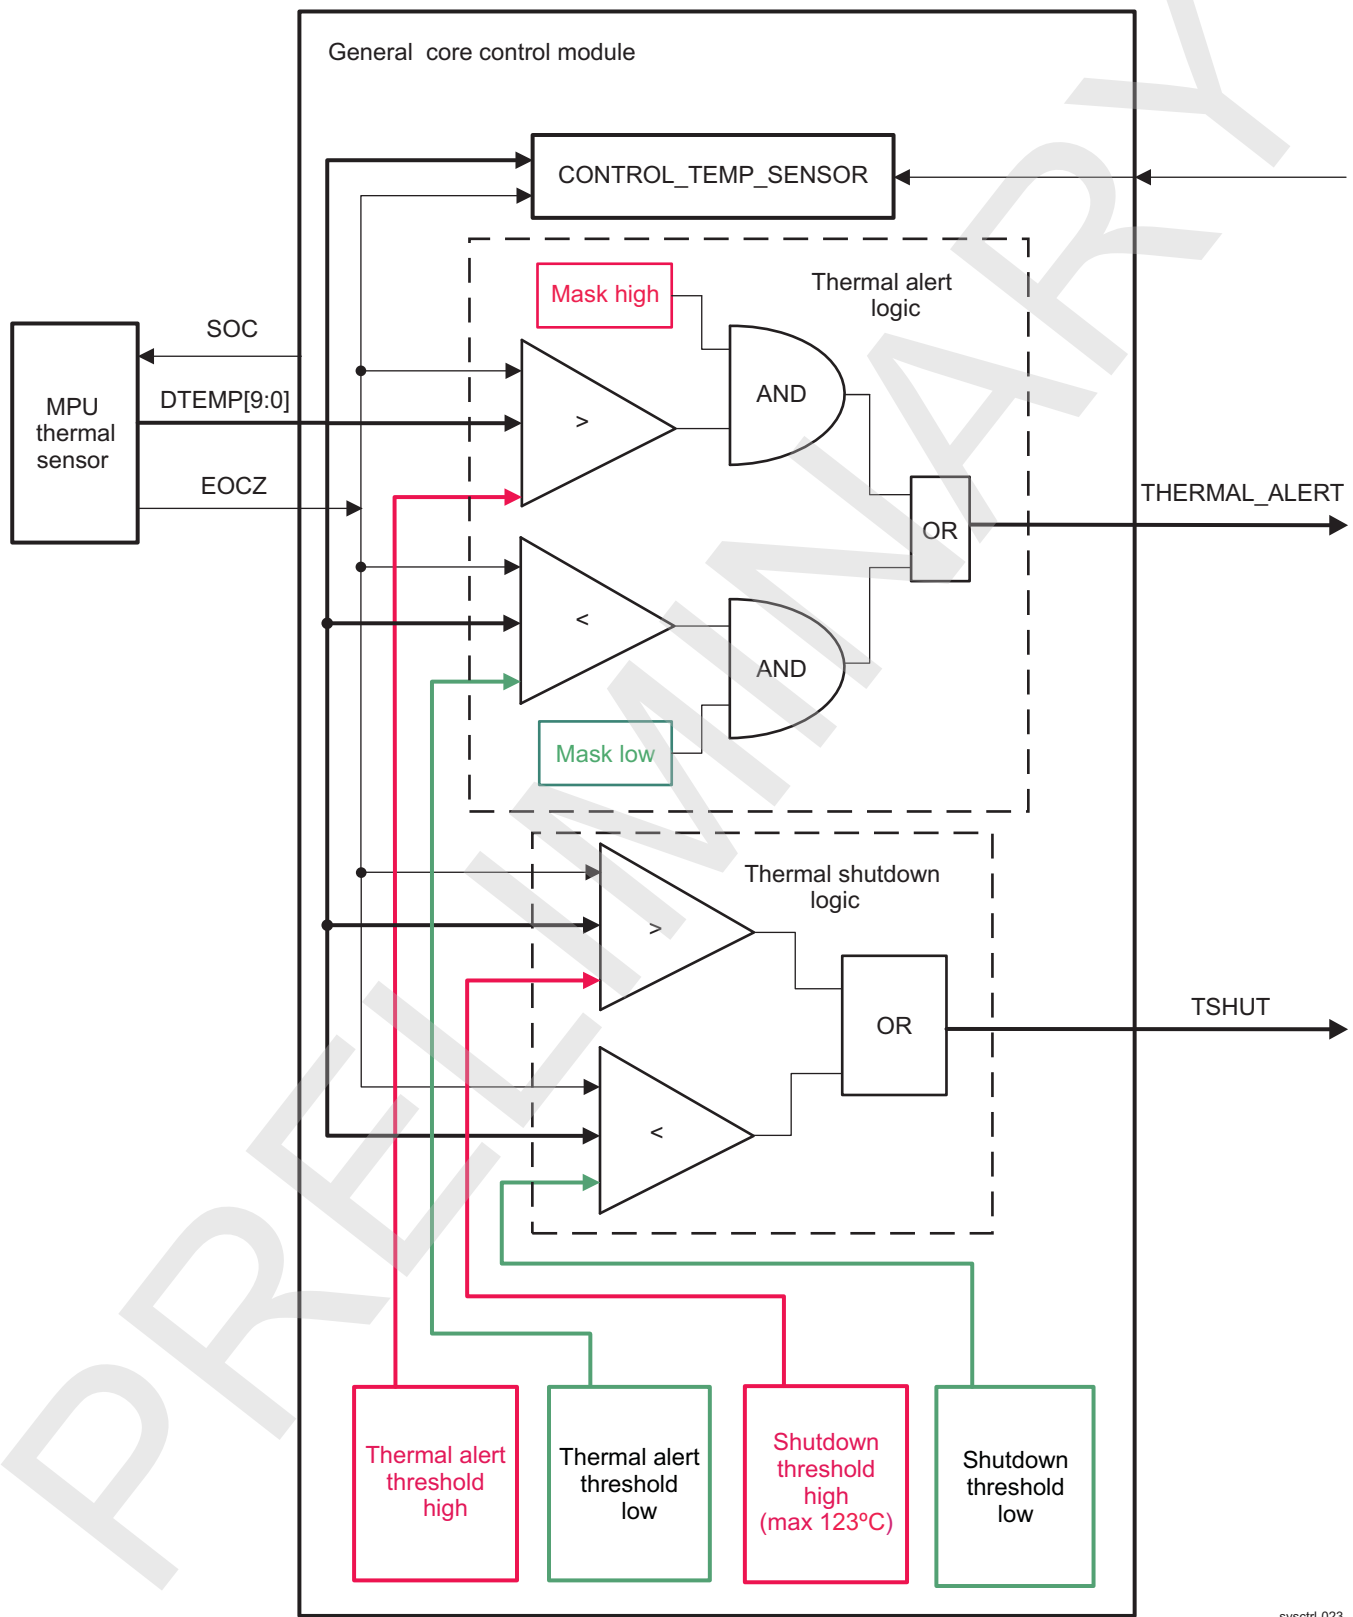 General core control module
CONTROL_TEMP_SENSOR
Mask high
Thermal alert
logic
SOC
MPU
thermal
sensor
DTEMP[9:0]
EOCZ
>
AND
OR
THERMAL_ALERT
<
AND
Mask low
Thermal shutdown
logic
>
OR
TSHUT
<
Thermal alert
threshold
high
Thermal alert
threshold
low
Shutdown
threshold
high
(max 123ºC)
Shutdown
threshold
low
PRELIMINARY
sysctrl-023